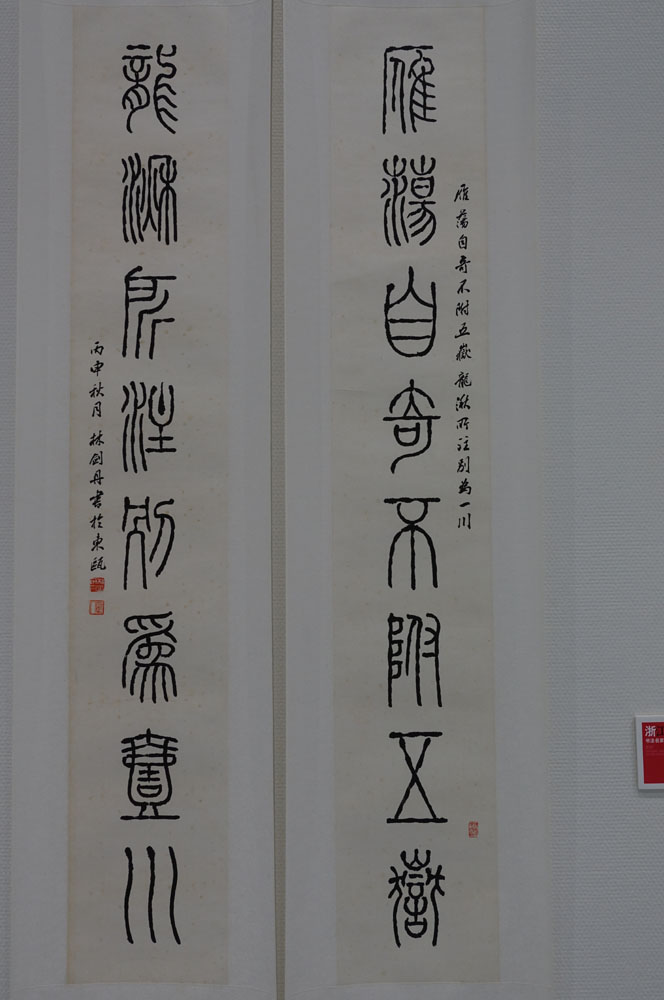 雁蕩自奇不附五嶽龍湫所注別為一川
雁蕩自奇不附五嶽
龍湫所注別為壹川
丙申秋月林劍丹書於東甌
浙